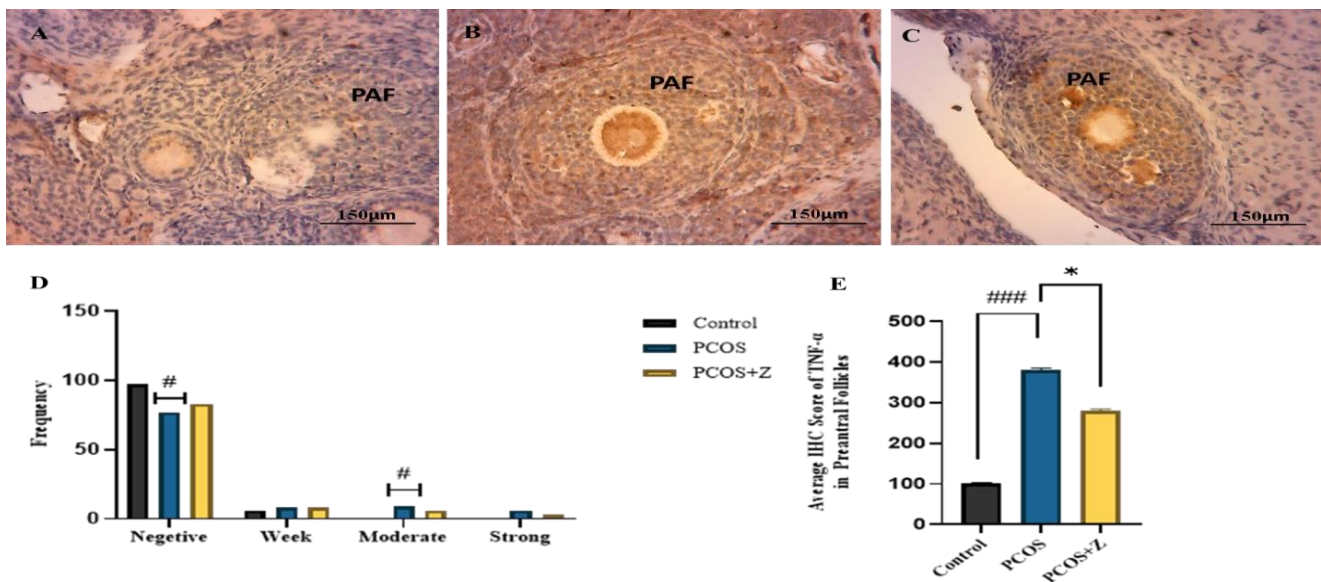 A
PAF
150µm
B
PAF
150µm
C
PAF
150µm
D
Frequency
150
100
50
0
#
#
Negetive
Week
Moderate
Strong
Control
PCOS
PCOS+Z
E
Average IHC Score of TNF-α
in Preantral Follicles
500
400
300
200
100
0
###
*
Control
PCOS
PCOS+Z